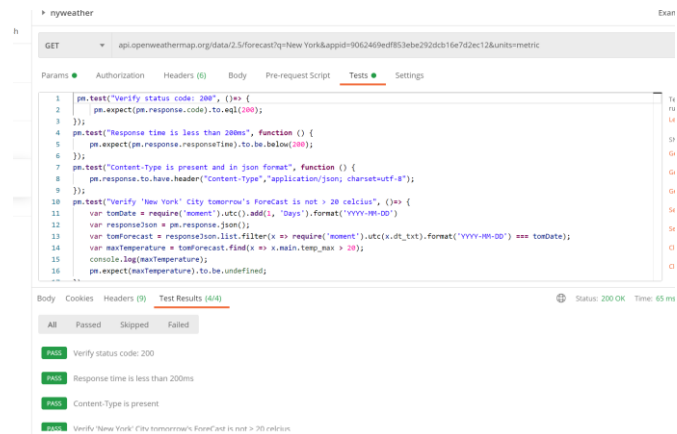 nyweather
Exam
h
GET
api.openweathermap.org/data/2.5/forecast?q=New York&appid=9062469edf853ebe292dcb16e7d2ec12&units=metric
Params
Authorization
Headers (6)
Body
Pre-request Script
Tests
Settings
1 pm.test("Verify status code: 200", ()=> {
2 pm.expect(pm.response.code).to.eql(200);
3 });
4 pm.test("Response time is less than 200ms", function () {
5 pm.expect(pm.response.responseTime).to.be.below(200);
6 });
7 pm.test("Content-Type is present and in json format", function () {
8 pm.response.to.have.header("Content-Type","application/json; charset=utf-8");
9 });
10 pm.test("Verify 'New York' City tomorrow's ForeCast is not > 20 celcius", ()=> {
11 var tomDate = require('moment').utc().add(1, 'Days').format('YYYY-MM-DD')
12 var responseJson = pm.response.json();
13 var tomForecast = responseJson.list.filter(x => require('moment').utc(x.dt_txt).format('YYYY-MM-DD') === tomDate);
14 var maxTemperature = tomForecast.find(x => x.main.temp_max > 20);
15 console.log(maxTemperature);
16 pm.expect(maxTemperature).to.be.undefined;
Body Cookies Headers (9) Test Results (4/4)
Status: 200 OK Time: 65 ms
All Passed Skipped Failed
PASS Verify status code: 200
PASS Response time is less than 200ms
PASS Content-Type is present
PASS Verify 'New York' City tomorrow's ForeCast is not > 20 celcius